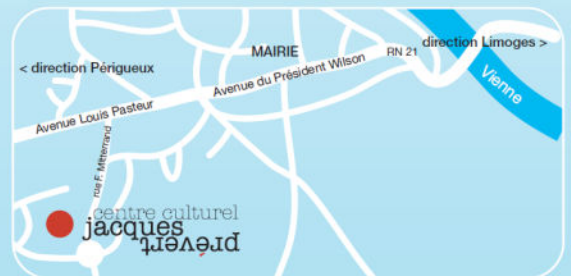 direction Limoges >
MAIRIE
RN 21
< direction Périgueux
Avenue du Président Wilson
Vienne
Avenue Louis Pasteur
rue F. Mitterrand
centre culturel
jacques
prévert